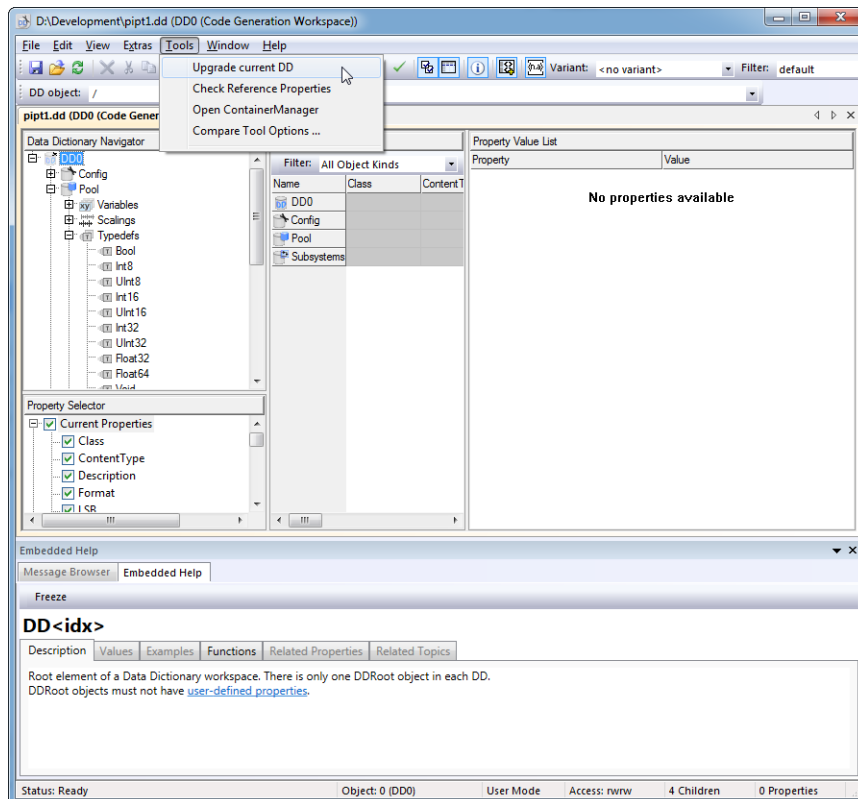 D:\Development\pipt1.dd (DD0 (Code Generation Workspace))
File Edit View Extras Tools Window Help
Upgrade current DD
Check Reference Properties
Open ContainerManager
Compare Tool Options ...
Variant: <no variant> Filter: default
DD object: /
pipt1.dd (DD0 (Code Gener
Data Dictionary Navigator
DD0
Config
Pool
Variables
Scalings
Typedefs
Bool
Int8
UInt8
Int16
UInt16
Int32
UInt32
Float32
Float64
Void
Filter: All Object Kinds
Name Class ContentT
DD0
Config
Pool
Subsystems
Property Value List
Property Value
No properties available
Property Selector
Current Properties
Class
ContentType
Description
Format
LSB
Embedded Help
Message Browser Embedded Help
Freeze
DD<idx>
Description Values Examples Functions Related Properties Related Topics
Root element of a Data Dictionary workspace. There is only one DDRoot object in each DD.
DDRoot objects must not have user-defined properties.
Status: Ready Object: 0 (DD0) User Mode Access: rwrw 4 Children 0 Properties